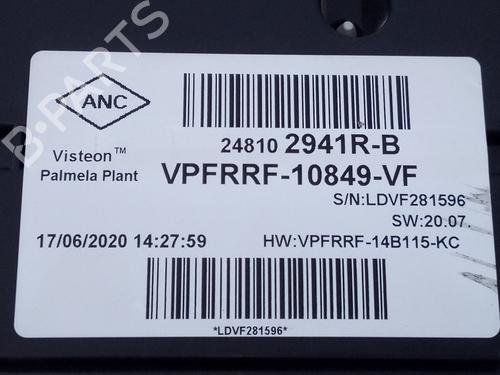 B-PARTS
ANC
Visteon™
Palmela Plant
24810 2941R-B
VPFRRF-10849-VF
S/N:LDVF281596
SW:20.07.
17/06/2020 14:27:59
HW:VPFRRF-14B115-KC
*LDVF281596*